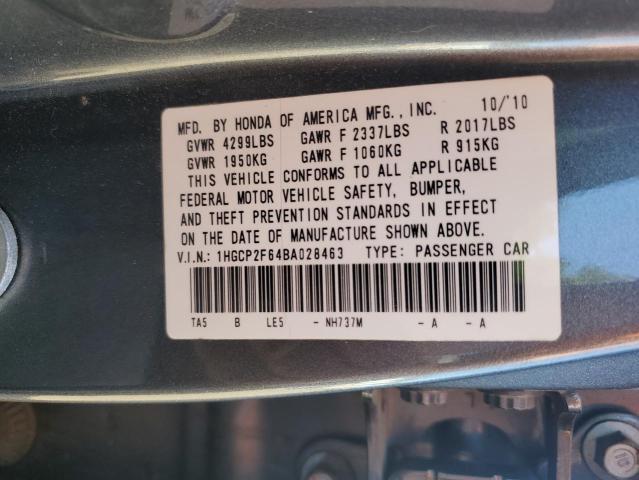 MFD. BY HONDA OF AMERICA MFG., INC. 10/'10
GVWR 4299LBS GAWR F 2337LBS R 2017LBS
GVWR 1950KG GAWR F 1060KG R 915KG
THIS VEHICLE CONFORMS TO ALL APPLICABLE
FEDERAL MOTOR VEHICLE SAFETY, BUMPER,
AND THEFT PREVENTION STANDARDS IN EFFECT
ON THE DATE OF MANUFACTURE SHOWN ABOVE.
V.I.N.: 1HGCP2F64BA028463 TYPE: PASSENGER CAR
TA5 B LE5 - NH737M - A - A